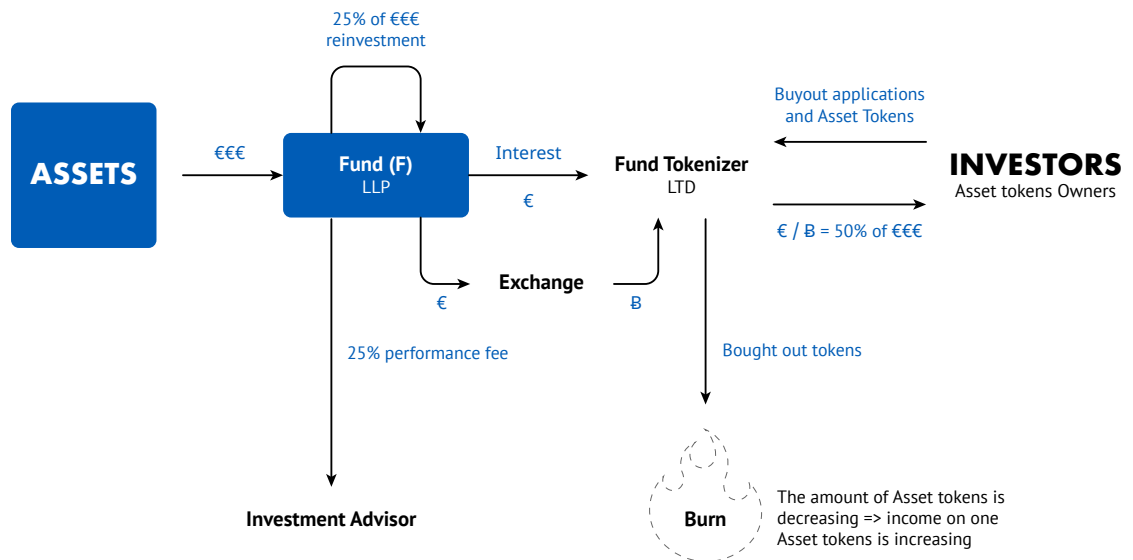 25% of €€€
reinvestment
ASSETS
€€€
Fund (F)
LLP
Interest
€
Fund Tokenizer
LTD
Buyout applications
and Asset Tokens
INVESTORS
Asset tokens Owners
€ / Ƀ = 50% of €€€
€
Exchange
Ƀ
25% performance fee
Bought out tokens
Investment Advisor
Burn
The amount of Asset tokens is
decreasing => income on one
Asset tokens is increasing